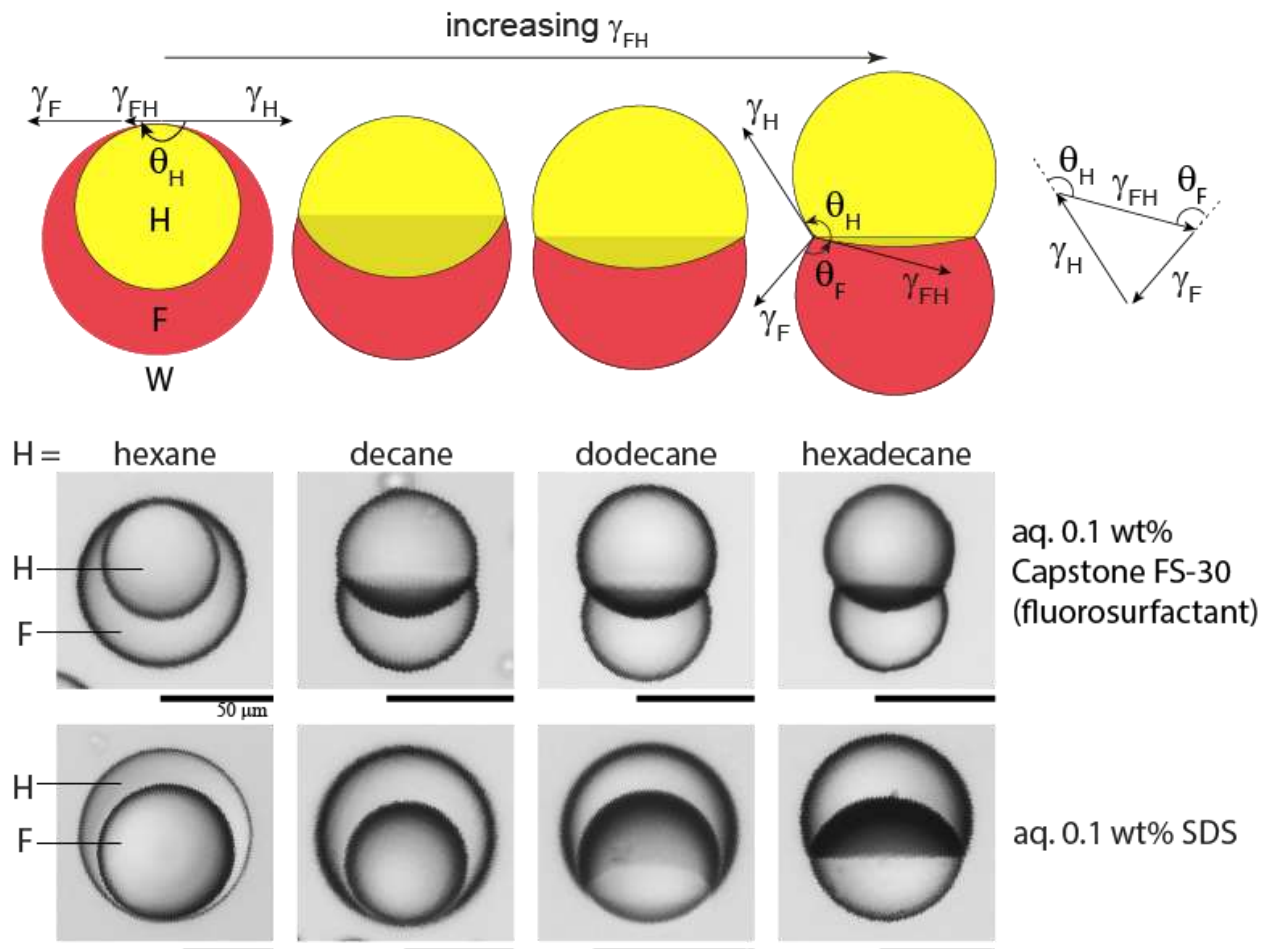 increasing γFH
γF γFH γH
θH
H
F
W
γH
θH
θF
γFH
γF
θH γFH θF
γH
γF
H = hexane decane dodecane hexadecane
H
F
aq. 0.1 wt%
Capstone FS-30
(fluorosurfactant)
50 μm
H
F
aq. 0.1 wt% SDS